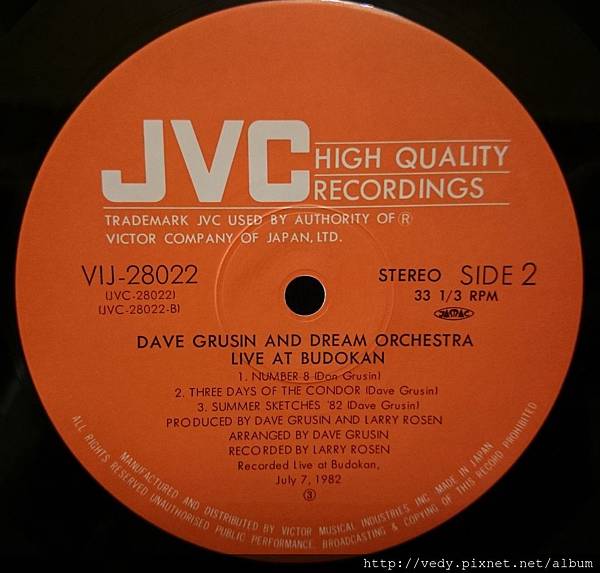 JVC
HIGH QUALITY
RECORDINGS
TRADEMARK JVC USED BY AUTHORITY OF ®
VICTOR COMPANY OF JAPAN, LTD.
VIJ-28022
(JVC-28022)
(JVC-28022-B)
STEREO SIDE 2
33 1/3 RPM
JASRAC
DAVE GRUSIN AND DREAM ORCHESTRA
LIVE AT BUDOKAN
1. NUMBER 8 (Don Grusin)
2. THREE DAYS OF THE CONDOR (Dave Grusin)
3. SUMMER SKETCHES '82 (Dave Grusin)
PRODUCED BY DAVE GRUSIN AND LARRY ROSEN
ARRANGED BY DAVE GRUSIN
RECORDED BY LARRY ROSEN
Recorded Live at Budokan,
July 7, 1982
③
MANUFACTURED AND DISTRIBUTED BY VICTOR MUSICAL INDUSTRIES, INC. MADE IN JAPAN
ALL RIGHTS RESERVED UNAUTHORISED PUBLIC PERFORMANCE. BROADCASTING & COPYING OF THIS RECORD PROHIBITED
http://vedy.pixnet.net/album